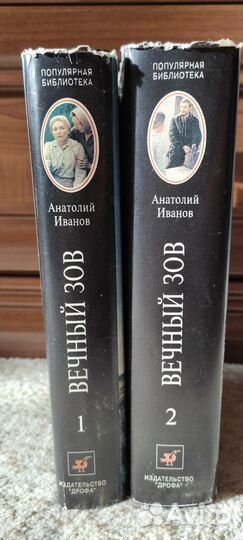 ПОПУЛЯРНАЯ
БИБЛИОТЕКА
Анатолий
Иванов
ВЕЧНЫЙ ЗОВ
1
ИЗДАТЕЛЬСТВО
"ДРОФА"
ПОПУЛЯРНАЯ
БИБЛИОТЕКА
Анатолий
Иванов
ВЕЧНЫЙ ЗОВ
2
ИЗДАТЕЛЬСТВО
"ДРОФА"
Avito